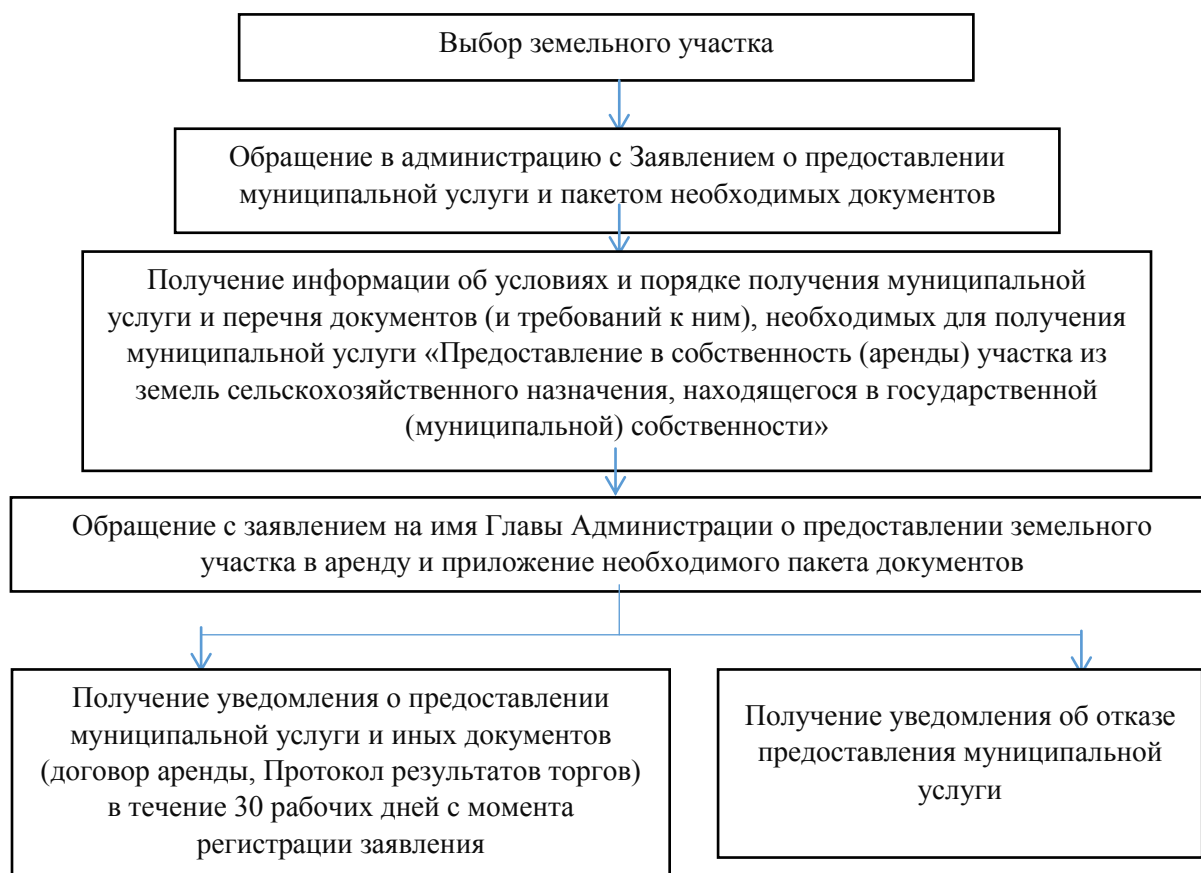 Выбор земельного участка
Обращение в администрацию с Заявлением о предоставлении
муниципальной услуги и пакетом необходимых документов
Получение информации об условиях и порядке получения муниципальной
услуги и перечня документов (и требований к ним), необходимых для получения
муниципальной услуги «Предоставление в собственность (аренды) участка из
земель сельскохозяйственного назначения, находящегося в государственной
(муниципальной) собственности»
Обращение с заявлением на имя Главы Администрации о предоставлении земельного
участка в аренду и приложение необходимого пакета документов
Получение уведомления о предоставлении
муниципальной услуги и иных документов
(договор аренды, Протокол результатов торгов)
в течение 30 рабочих дней с момента
регистрации заявления
Получение уведомления об отказе
предоставления муниципальной
услуги